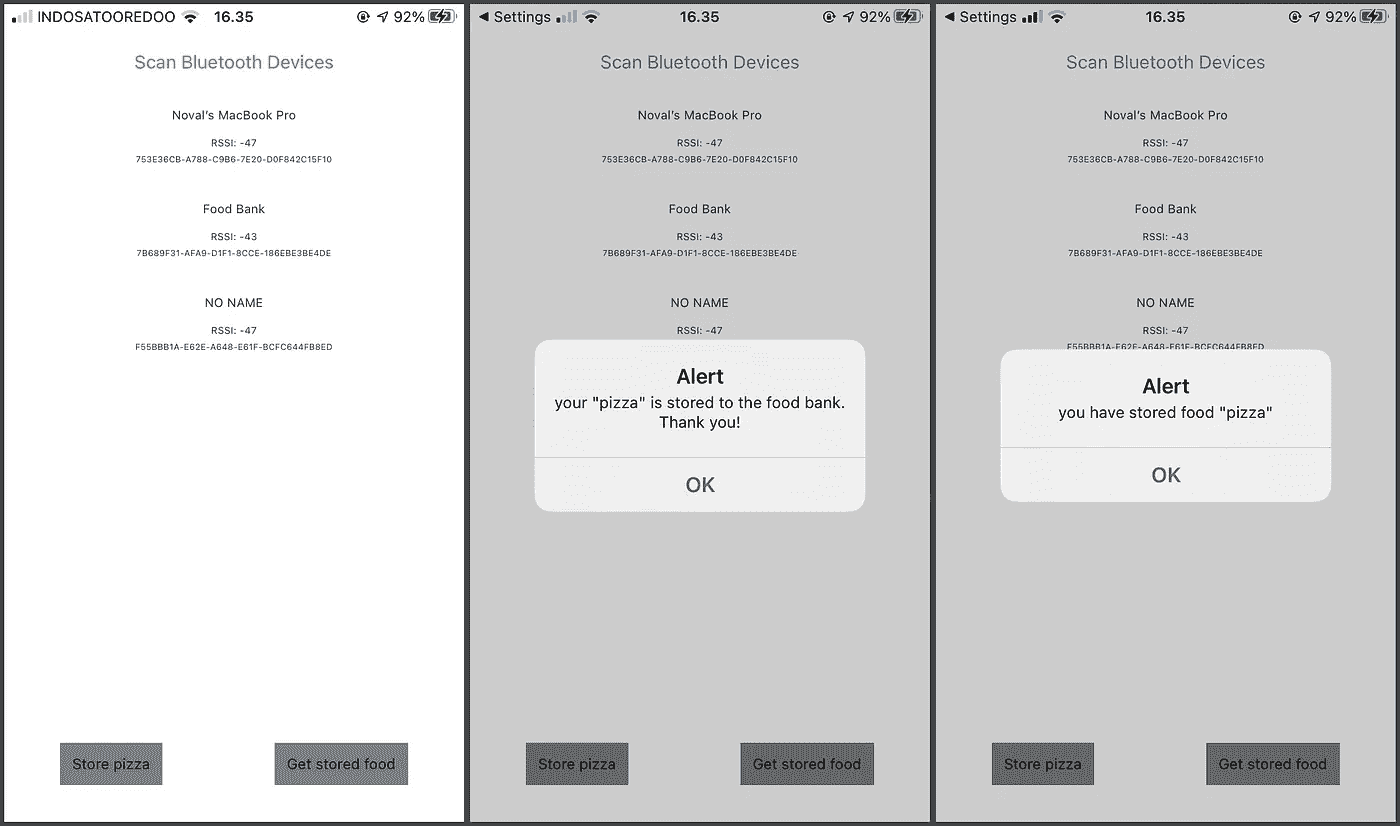 INDOSATOOREDOO 16.35 92%
Scan Bluetooth Devices
Noval's MacBook Pro
RSSI: -47
753E36CB-A788-C9B6-7E20-D0F842C15F10
Food Bank
RSSI: -43
7B689F31-AFA9-D1F1-8CCE-186EBE3BE4DE
NO NAME
RSSI: -47
F55BBB1A-E62E-A648-E61F-BCFC644FB8ED
Store pizza
Get stored food
Settings 16.35 92%
Scan Bluetooth Devices
Noval's MacBook Pro
RSSI: -47
753E36CB-A788-C9B6-7E20-D0F842C15F10
Food Bank
RSSI: -43
7B689F31-AFA9-D1F1-8CCE-186EBE3BE4DE
NO NAME
RSSI: -47
Alert
your "pizza" is stored to the food bank.
Thank you!
OK
Store pizza
Get stored food
Settings 16.35 92%
Scan Bluetooth Devices
Noval's MacBook Pro
RSSI: -47
753E36CB-A788-C9B6-7E20-D0F842C15F10
Food Bank
RSSI: -43
7B689F31-AFA9-D1F1-8CCE-186EBE3BE4DE
NO NAME
RSSI: -47
F55BBB1A-E62E-A648-E61F-BCFC644FB8ED
Alert
you have stored food "pizza"
OK
Store pizza
Get stored food